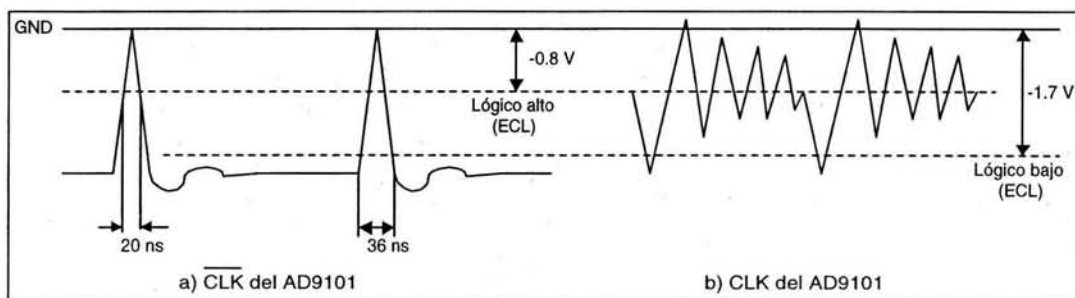 GND
-0.8 V
Lógico alto
(ECL)
-1.7 V
Lógico bajo
(ECL)
20 ns
36 ns
a) C̅L̅K̅ del AD9101
b) CLK del AD9101